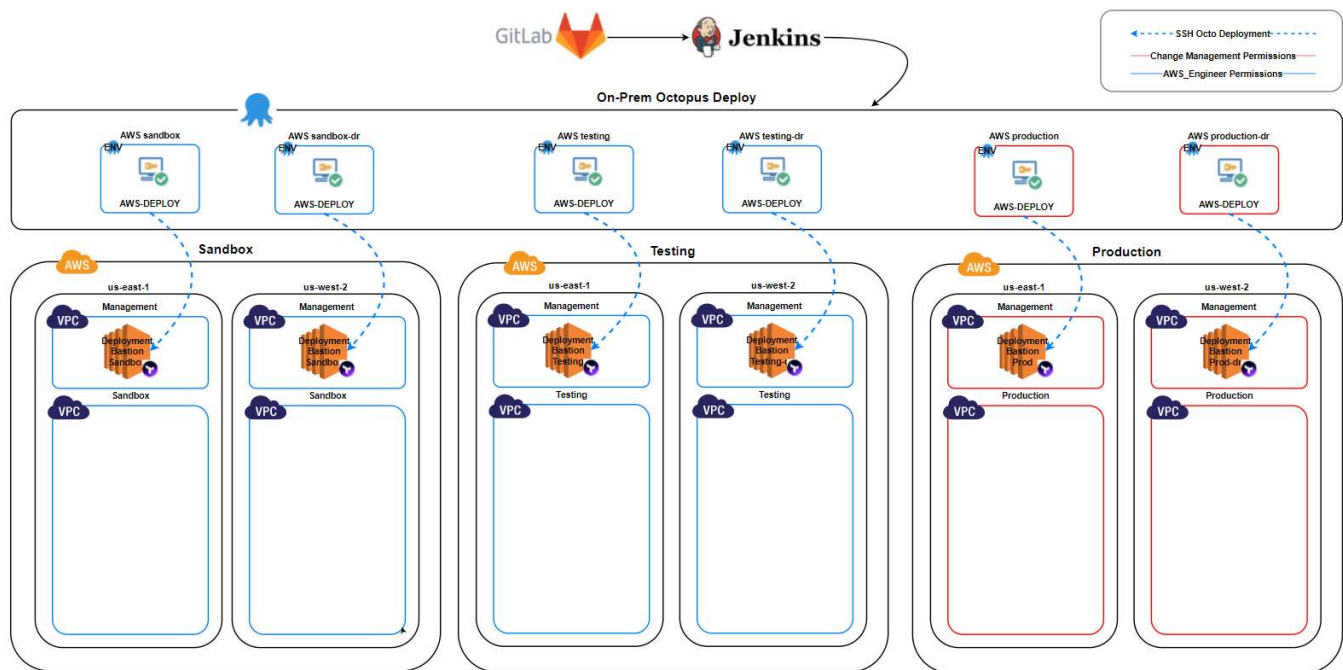 GitLab
Jenkins
SSH Octo Deployment
Change Management Permissions
AWS_Engineer Permissions
On-Prem Octopus Deploy
AWS sandbox
ENV
AWS-DEPLOY
AWS sandbox-dr
ENV
AWS-DEPLOY
AWS testing
ENV
AWS-DEPLOY
AWS testing-dr
ENV
AWS-DEPLOY
AWS production
ENV
AWS-DEPLOY
AWS production-dr
ENV
AWS-DEPLOY
Sandbox
AWS
us-east-1
Management
VPC
Deployment
Bastion
Sandbo
Sandbox
VPC
us-west-2
Management
VPC
Deployment
Bastion
Sandbo
Sandbox
VPC
Testing
AWS
us-east-1
Management
VPC
Deployment
Bastion
Testing
Testing
VPC
us-west-2
Management
VPC
Deployment
Bastion
Testing-
Testing
VPC
Production
AWS
us-east-1
Management
VPC
Deployment
Bastion
Prod
Production
VPC
us-west-2
Management
VPC
Deployment
Bastion
Prod-dr
Production
VPC